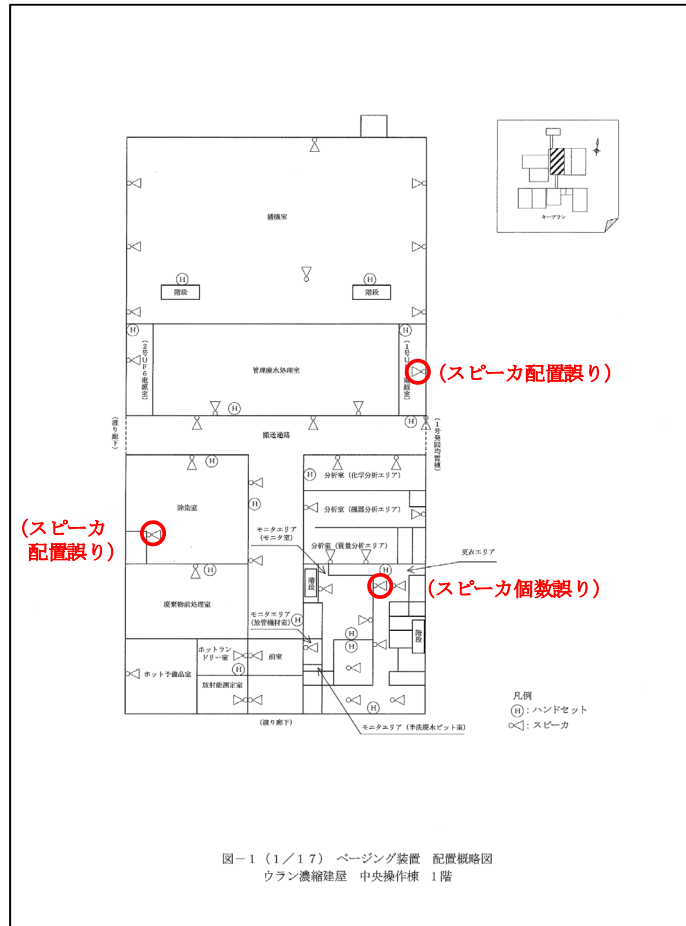 キープラン
補機室
H
H
階段
階段
H
H
(2号UF6電源室)
管理廃水処理室
(スピーカ配置誤り)
H
H
(渡り廊下)
搬送通路
(1号発回均質棟)
H
H
分析室(化学分析エリア)
除染室
H
分析室(機器分析エリア)
(スピーカ
配置誤り)
モニタエリア
(モニタ室)
分析室(質量分析エリア)
更衣エリア
H
H
階段
(スピーカ個数誤り)
廃棄物前処理室
モニタエリア
(放管機材室)
H
H
H
階段
ホットラン
ドリー室
前室
ホット予備品室
H
放射能測定室
凡例
H:ハンドセット
:スピーカ
H
(渡り廊下)
モニタエリア(手洗廃水ピット室)
図-1(1/17) ページング装置 配置概略図
ウラン濃縮建屋 中央操作棟 1階